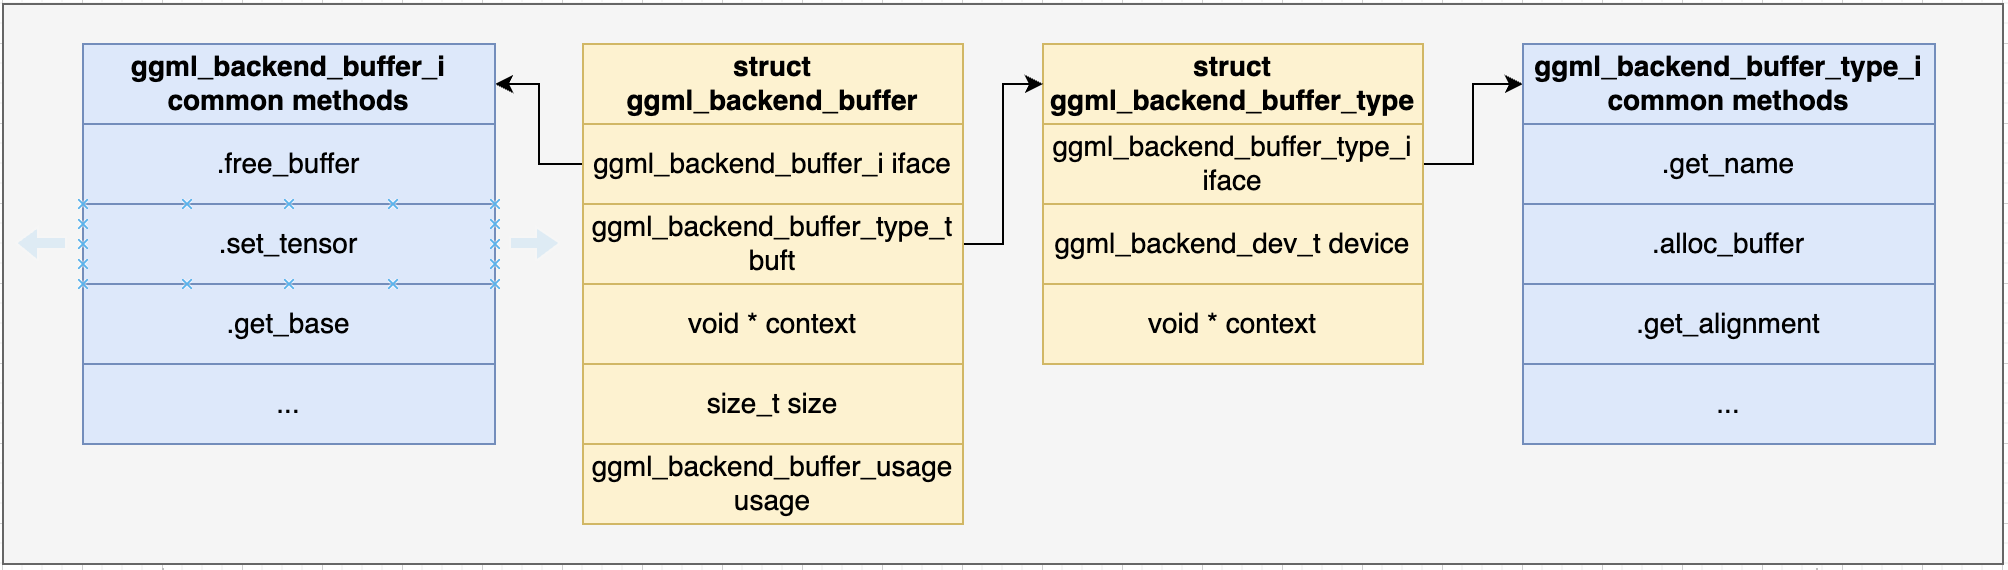 ggml_backend_buffer_i
common methods
.free_buffer
.set_tensor
.get_base
...
struct
ggml_backend_buffer
ggml_backend_buffer_i iface
ggml_backend_buffer_type_t
buft
void * context
size_t size
ggml_backend_buffer_usage
usage
struct
ggml_backend_buffer_type
ggml_backend_buffer_type_i
iface
ggml_backend_dev_t device
void * context
ggml_backend_buffer_type_i
common methods
.get_name
.alloc_buffer
.get_alignment
...